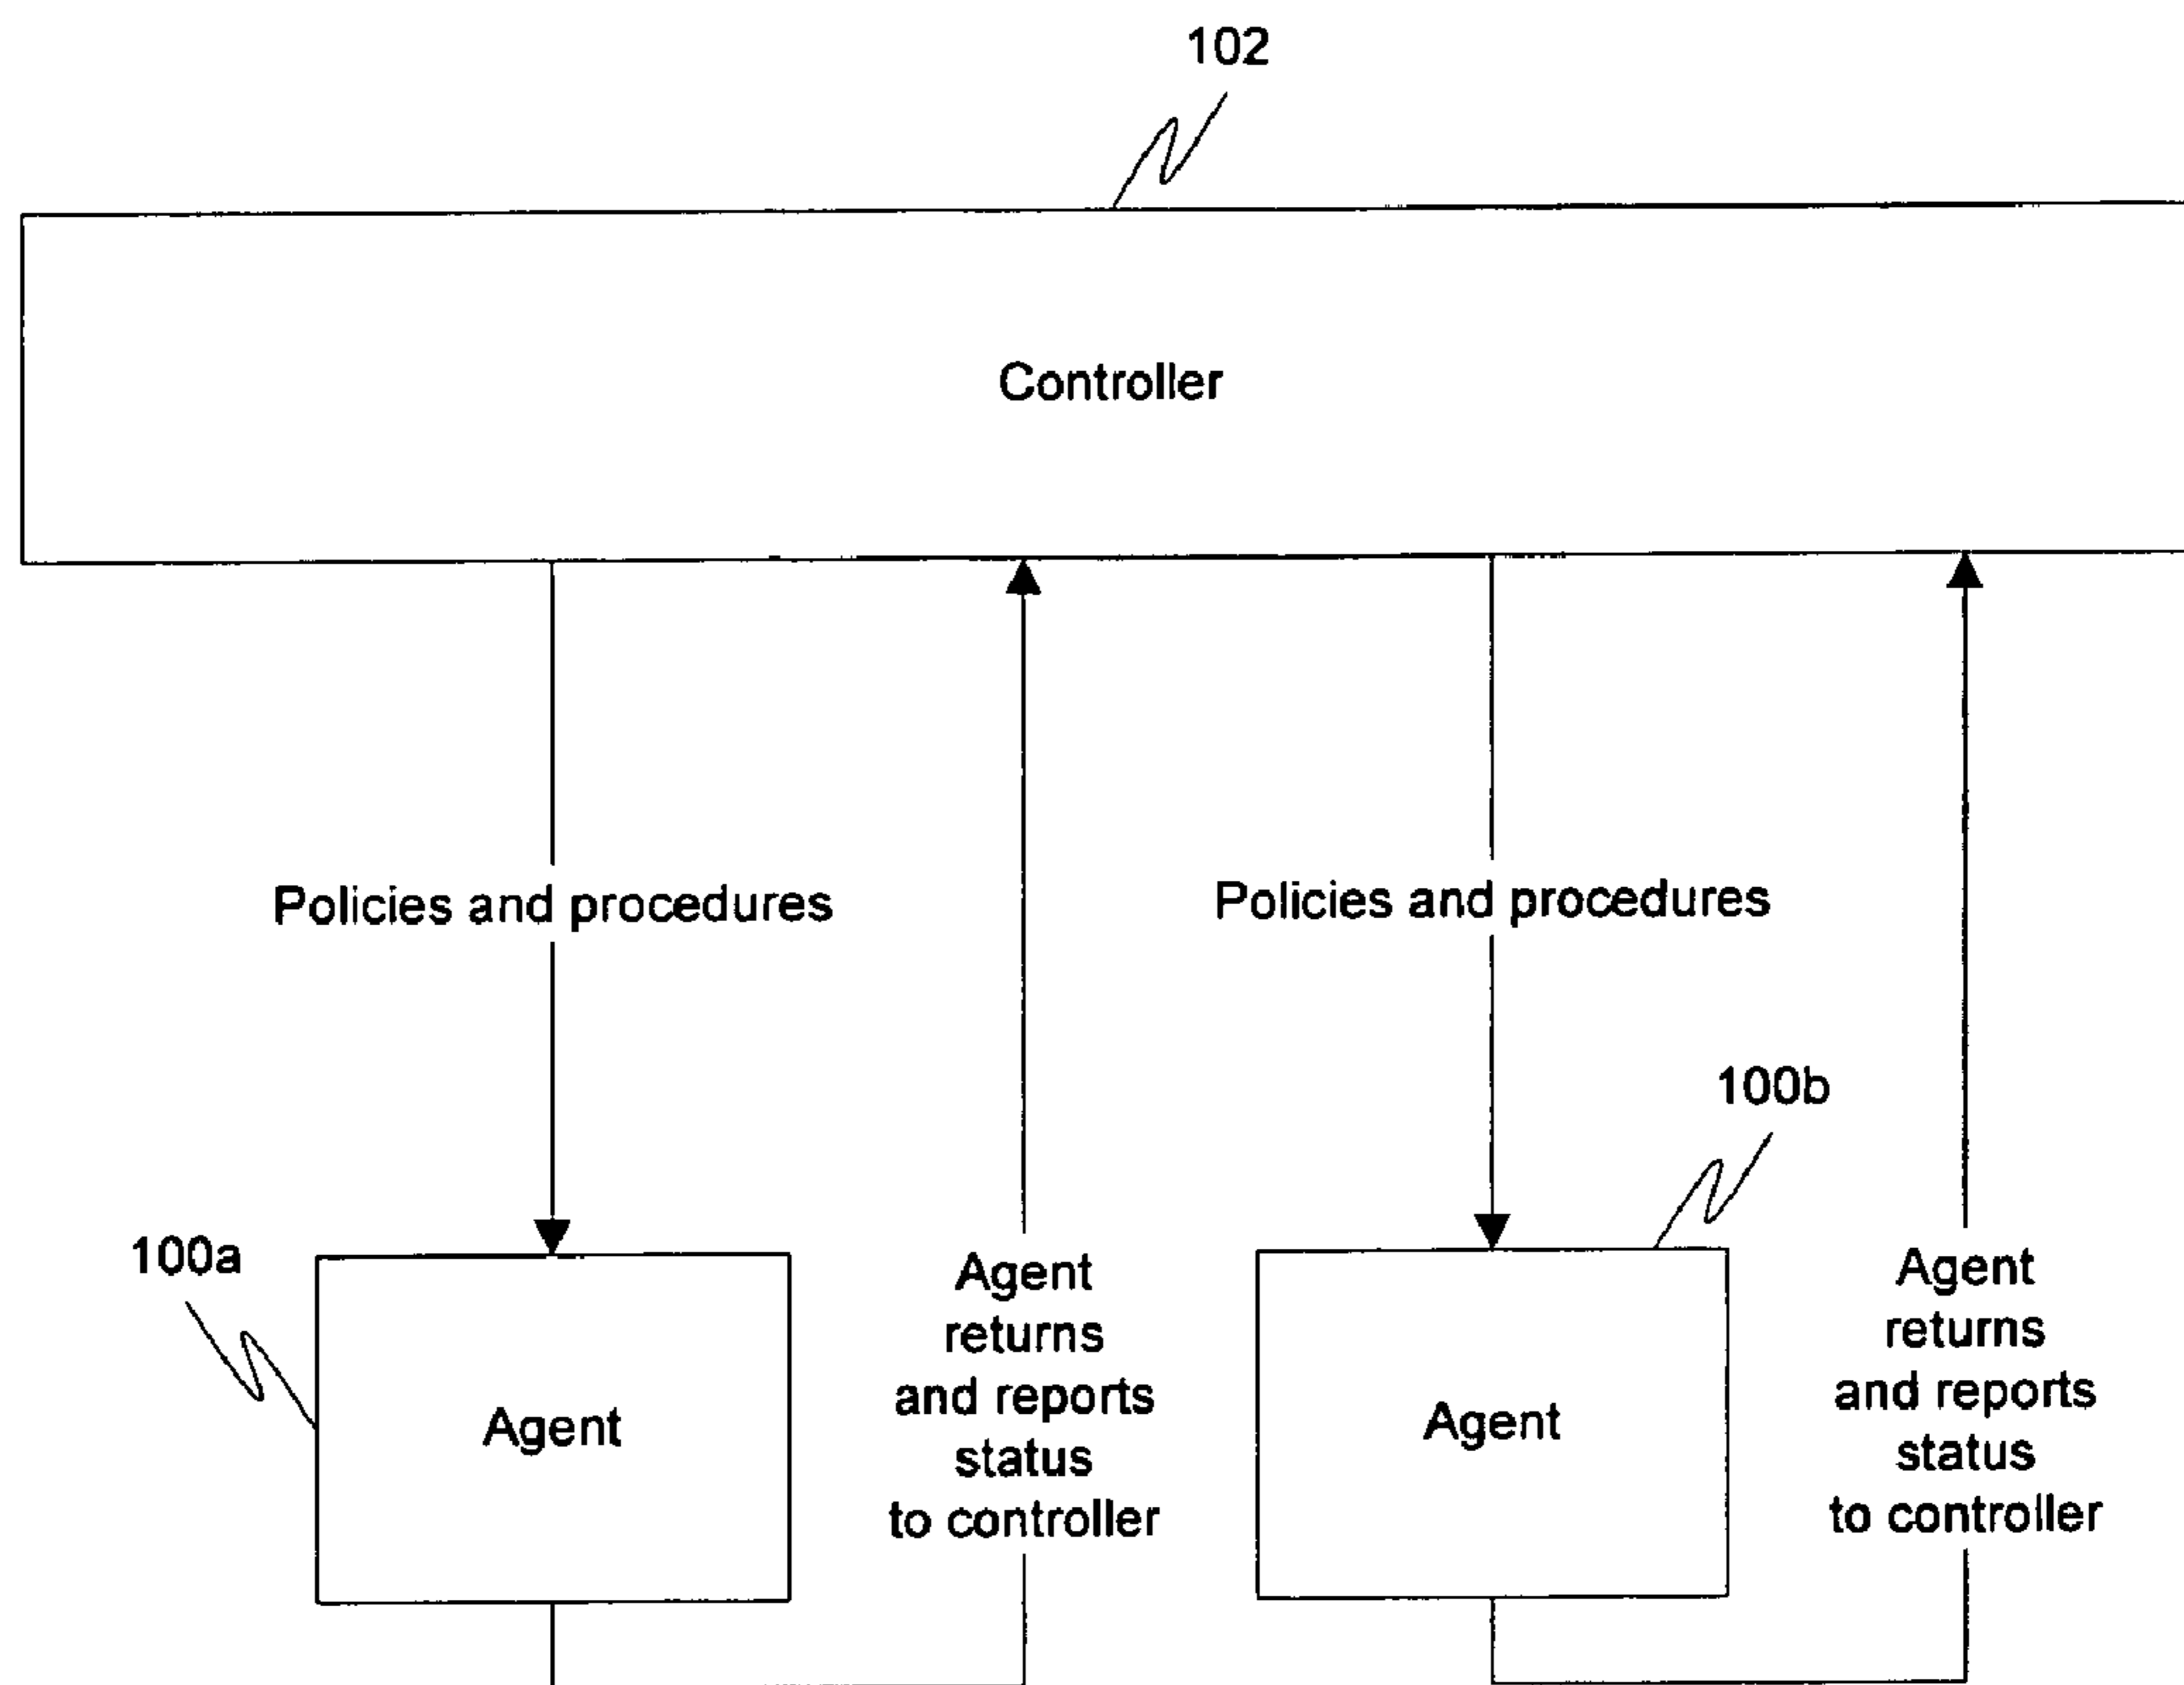 102
Controller
Policies and procedures
Policies and procedures
100b
100a
Agent
returns
and reports
status
to controller
Agent
returns
and reports
status
to controller
Agent
Agent